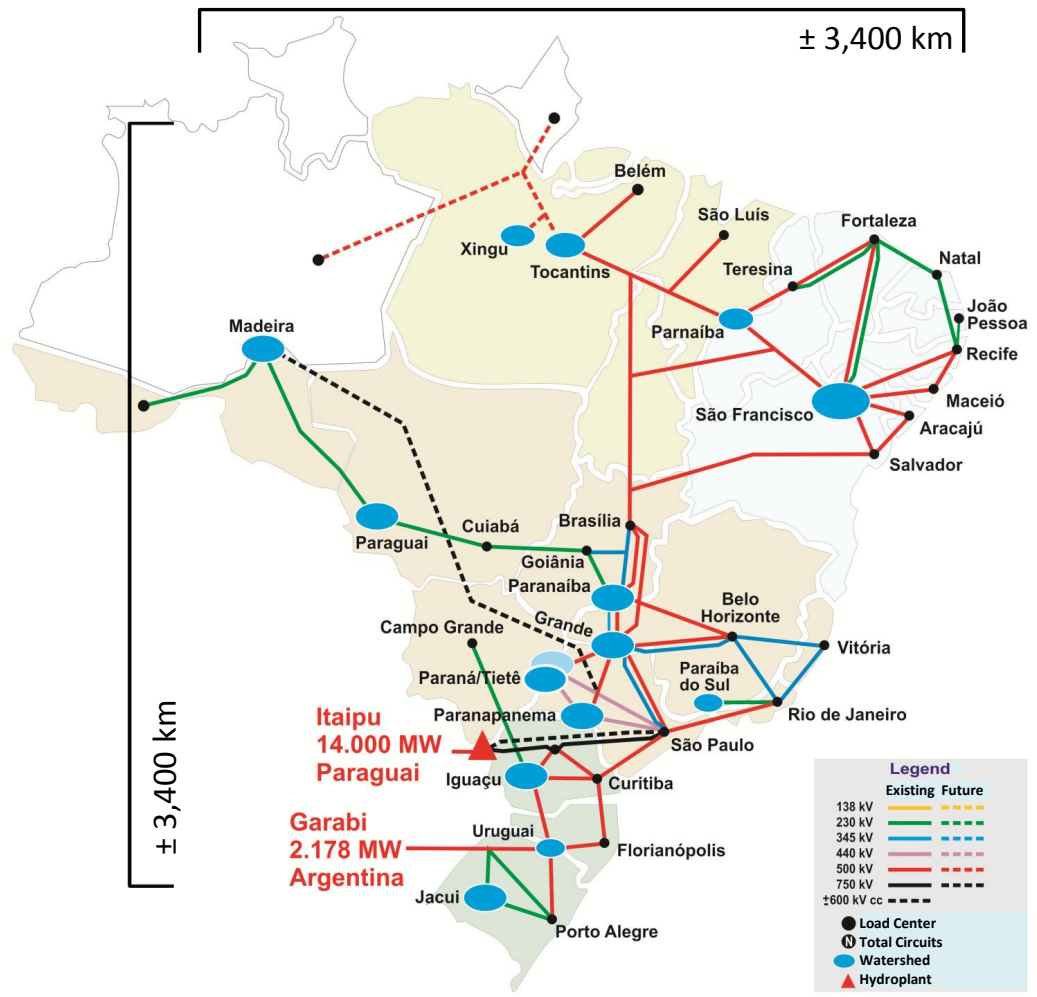 ± 3,400 km
± 3,400 km
Belém
São Luís
Fortaleza
Xingu
Tocantins
Teresina
Natal
João
Pessoa
Madeira
Parnaíba
Recife
São Francisco
Maceió
Aracajú
Salvador
Paraguai
Cuiabá
Brasília
Goiânia
Paranaíba
Grande
Belo
Horizonte
Campo Grande
Vitória
Paraná/Tietê
Paraíba
do Sul
Paranapanema
Rio de Janeiro
São Paulo
Itaipu
14.000 MW
Paraguai
Iguaçu
Curitiba
Garabi
2.178 MW
Argentina
Uruguai
Florianópolis
Jacui
Porto Alegre
Legend
Existing Future
138 kV
230 kV
345 kV
440 kV
500 kV
750 kV
±600 kV cc
Load Center
N Total Circuits
Watershed
Hydroplant